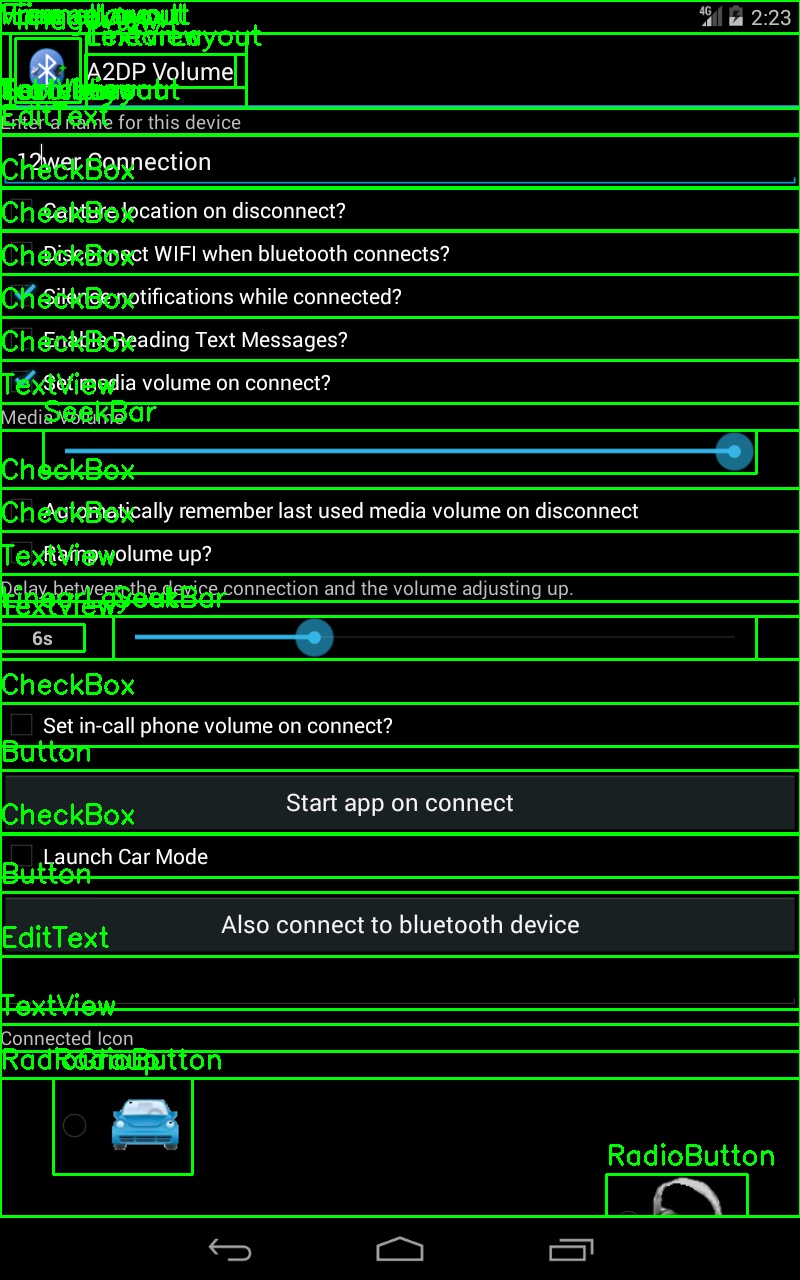 4G 2:23
A2DP Volume
EditText
Enter a name for this device
12wer Connection
CheckBox
CheckBox
Capture location on disconnect?
CheckBox
Disconnect WIFI when bluetooth connects?
CheckBox
Silence notifications while connected?
CheckBox
Enable Reading Text Messages?
TextView
Set media volume on connect?
SeekBar
Media Volume
CheckBox
CheckBox
Automatically remember last used media volume on disconnect
TextView
Ramp volume up?
Delay between the device connection and the volume adjusting up.
SeekBar
TextView
6s
CheckBox
Set in-call phone volume on connect?
Button
Start app on connect
CheckBox
Launch Car Mode
Button
Also connect to bluetooth device
EditText
TextView
Connected Icon
RadioGroup RadioButton
RadioButton